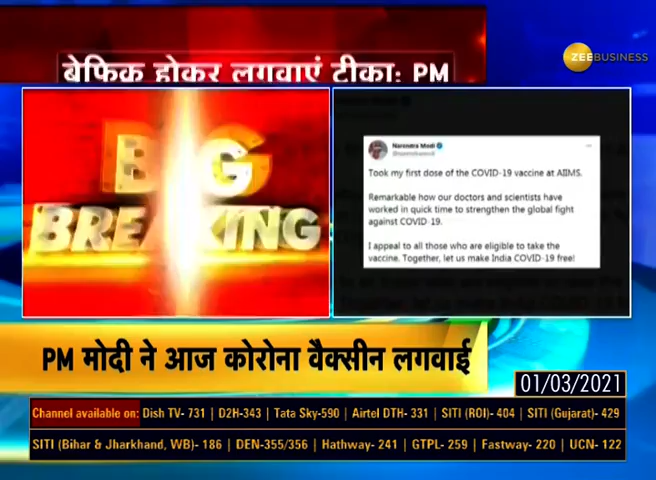 बेफिक्र होकर लगवाएं टीका: PM
ZEE BUSINESS
BIG
BREAKING
Narendra Modi
@narendramodi
Took my first dose of the COVID-19 vaccine at AIIMS.
Remarkable how our doctors and scientists have
worked in quick time to strengthen the global fight
against COVID-19.
I appeal to all those who are eligible to take the
vaccine. Together, let us make India COVID-19 free!
PM मोदी ने आज कोरोना वैक्सीन लगवाई
01/03/2021
Channel available on: Dish TV- 731 | D2H-343 | Tata Sky-590 | Airtel DTH- 331 | SITI (ROI)- 404 | SITI (Gujarat)- 429
SITI (Bihar & Jharkhand, WB)- 186 | DEN-355/356 | Hathway- 241 | GTPL- 259 | Fastway- 220 | UCN- 122